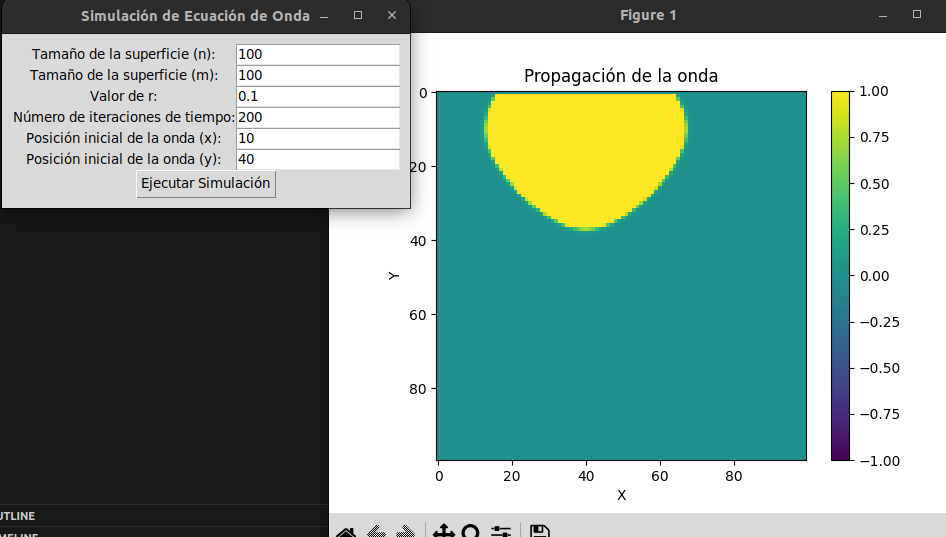 Simulación de Ecuación de Onda
Tamaño de la superficie (n): 100
Tamaño de la superficie (m): 100
Valor de r: 0.1
Número de iteraciones de tiempo: 200
Posición inicial de la onda (x): 10
Posición inicial de la onda (y): 40
Ejecutar Simulación
UTLINE
MELINE
Figure 1
Propagación de la onda
0
20
40
60
80
Y
0 20 40 60 80
X
1.00
0.75
0.50
0.25
0.00
−0.25
−0.50
−0.75
−1.00